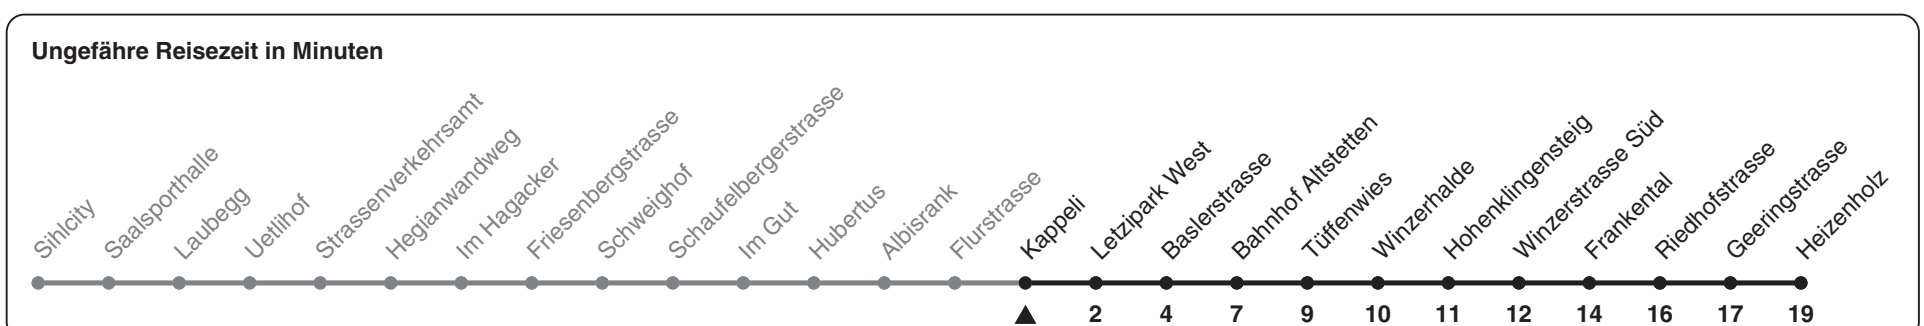 Ungefähre Reisezeit in Minuten
Sihlcity
Saalsporthalle
Laubegg
Uetlihof
Strassenverkehrsamt
Hegianwandweg
Im Hagacker
Friesenbergstrasse
Schweighof
Schaufelbergerstrasse
Im Gut
Hubertus
Albisrank
Flurstrasse
Kappeli
Letzipark West
Baslerstrasse
Bahnhof Altstetten
Tüffenwies
Winzerhalde
Hohenklingensteig
Winzerstrasse Süd
Frankental
Riedhofstrasse
Geeringstrasse
Heizenholz
2 4 7 9 10 11 12 14 16 17 19